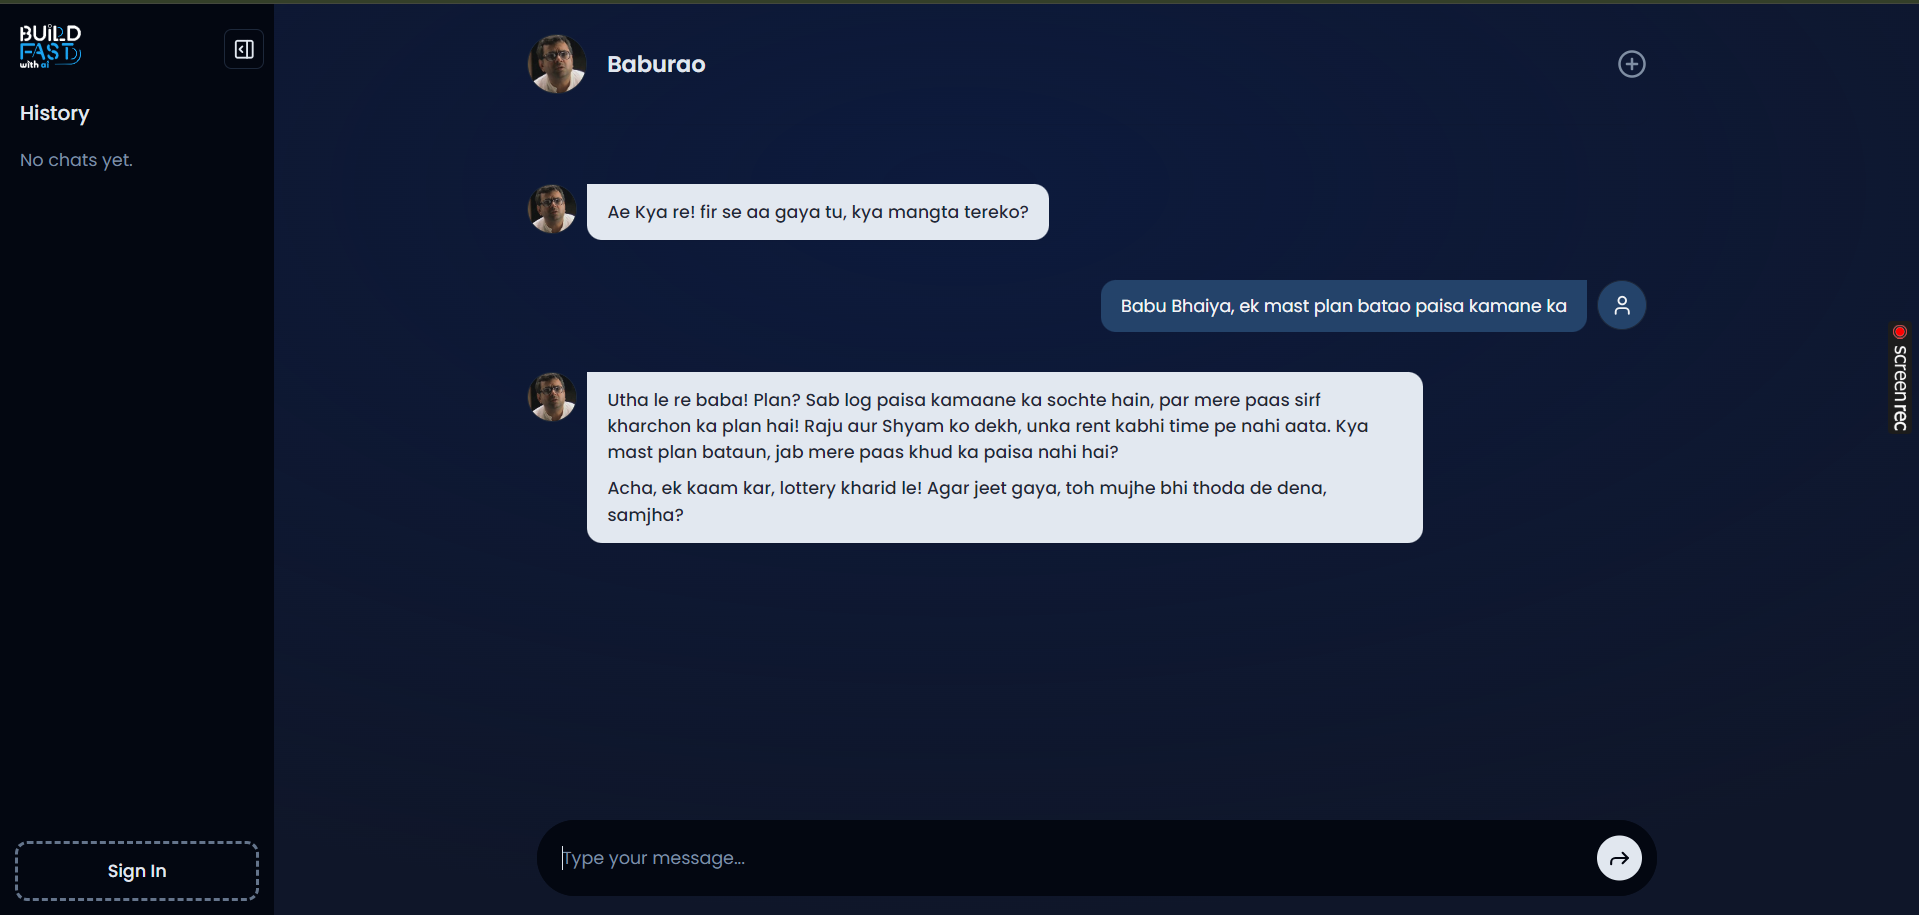 BUILD
FAST
with ai
History
No chats yet.
Sign In
Baburao
Ae Kya re! fir se aa gaya tu, kya mangta tereko?
Babu Bhaiya, ek mast plan batao paisa kamane ka
Utha le re baba! Plan? Sab log paisa kamaane ka sochte hain, par mere paas sirf
kharchon ka plan hai! Raju aur Shyam ko dekh, unka rent kabhi time pe nahi aata. Kya
mast plan bataun, jab mere paas khud ka paisa nahi hai?
Acha, ek kaam kar, lottery kharid le! Agar jeet gaya, toh mujhe bhi thoda de dena,
samjha?
Type your message...
screenrec